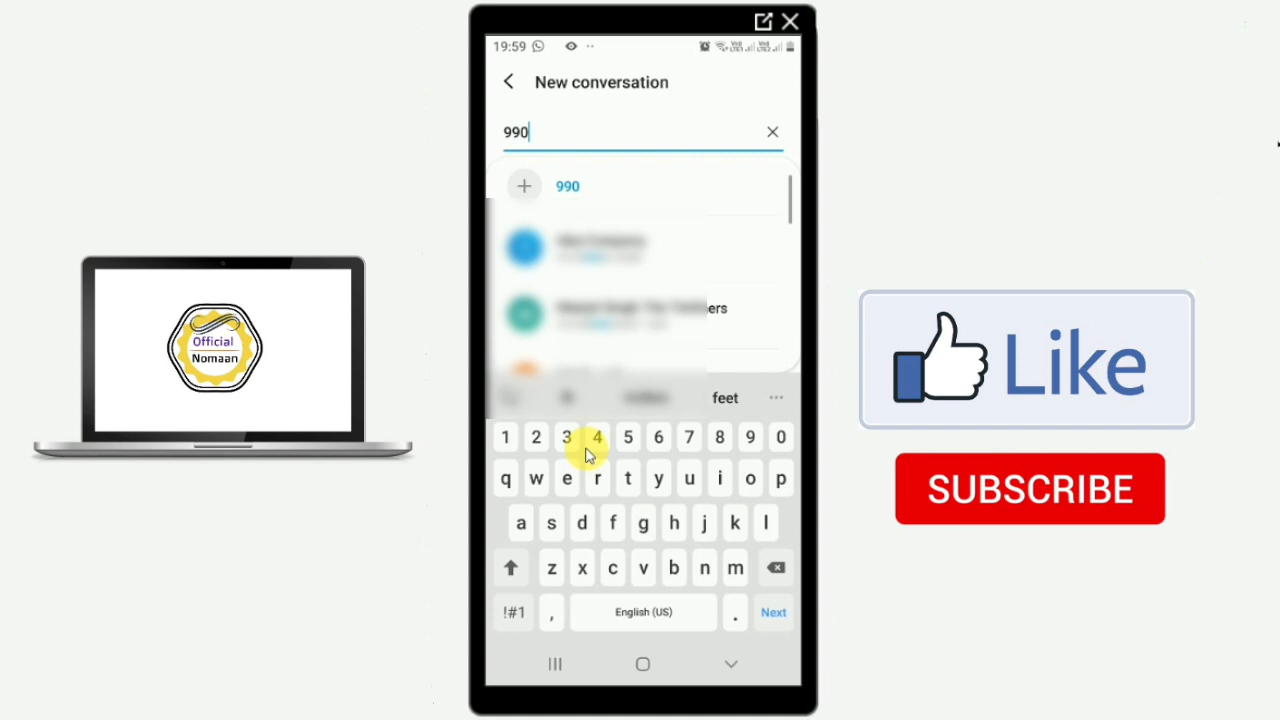 19:59
New conversation
990
990
ers
feet
1 2 3 4 5 6 7 8 9 0
q w e r t y u i o p
a s d f g h j k l
z x c v b n m
!#1 , English (US) . Next
Official
Nomaan
Like
SUBSCRIBE